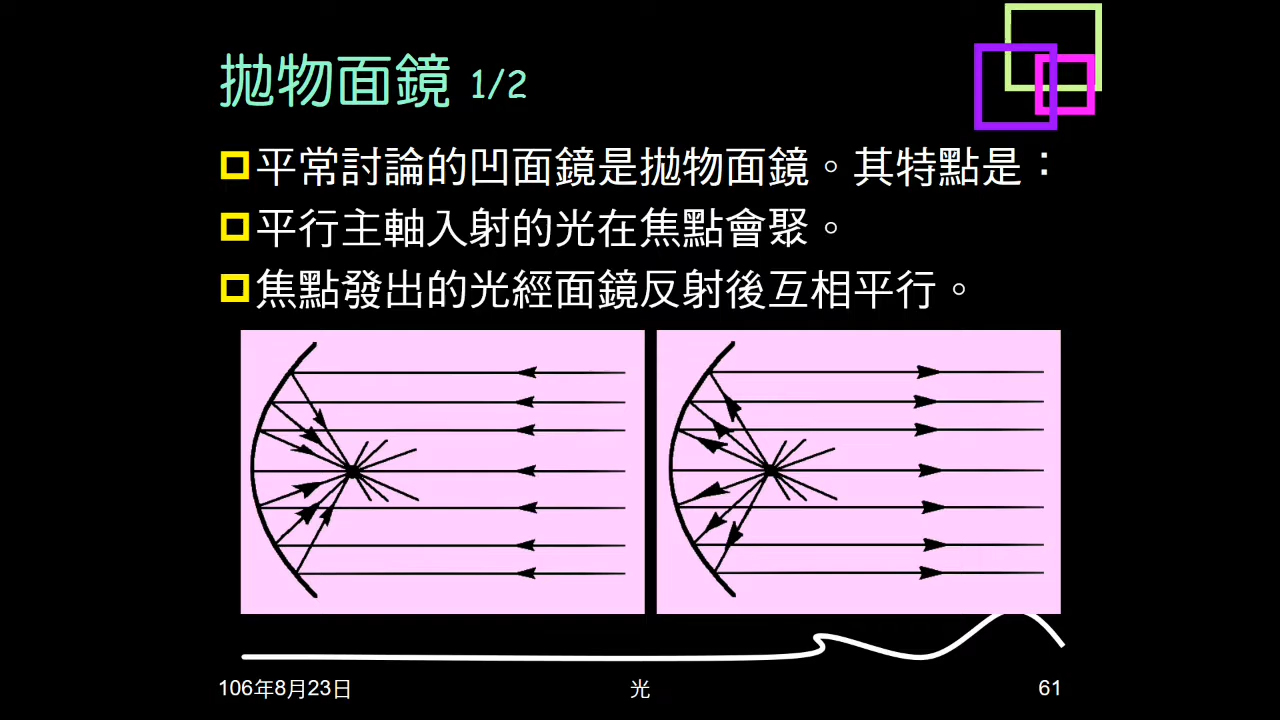 拋物面鏡 1/2
平常討論的凹面鏡是拋物面鏡。其特點是：
平行主軸入射的光在焦點會聚。
焦點發出的光經面鏡反射後互相平行。
106年8月23日
光
61